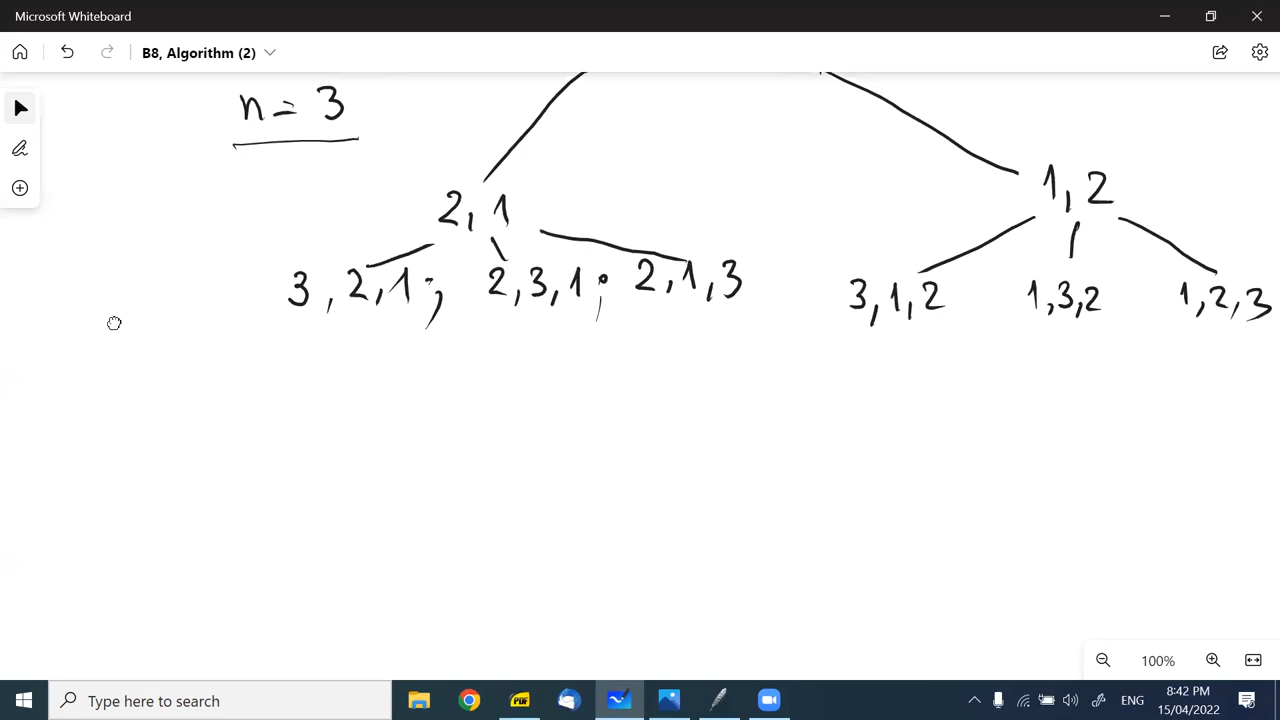 Microsoft Whiteboard
B8, Algorithm (2)
n = 3
2, 1
1, 2
3, 2, 1 ; 2, 3, 1 ; 2, 1, 3
3, 1, 2 1, 3, 2 1, 2, 3
100%
Type here to search
PDF
ENG
8:42 PM
15/04/2022